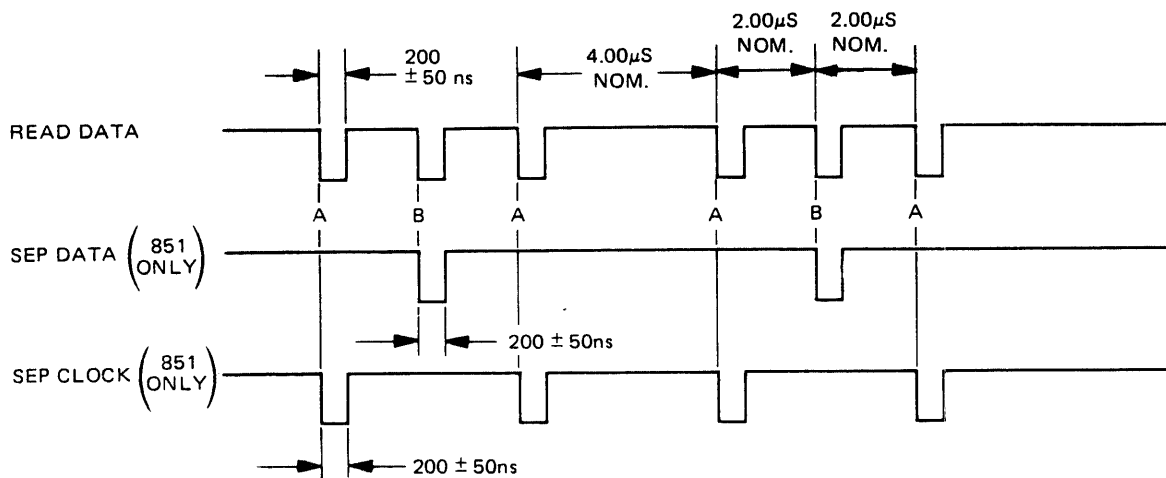 2.00µS
NOM.
2.00µS
NOM.
200
± 50 ns
4.00µS
NOM.
READ DATA
A B A A B A
SEP DATA (851 ONLY)
200 ± 50ns
SEP CLOCK (851 ONLY)
200 ± 50ns